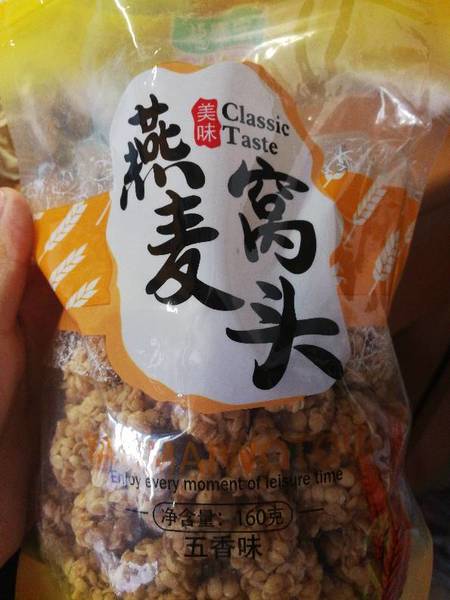 美味
Classic
Taste
燕麦
窝头
Enjoy every moment of leisure time
净含量：160克
五香味